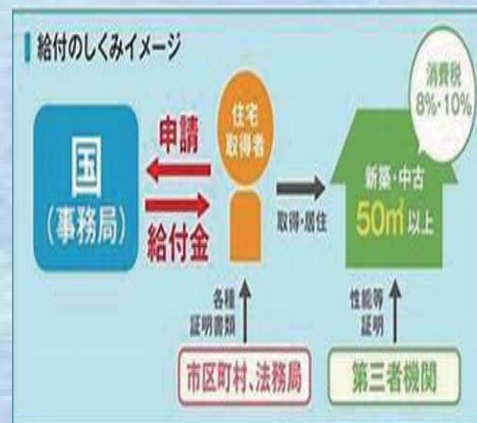 給付のしくみイメージ
消費税
8%・10%
国
(事務局)
申請
給付金
住宅
取得者
取得・居住
新築・中古
50㎡以上
各種
証明書類
性能等
証明
市区町村、法務局
第三者機関